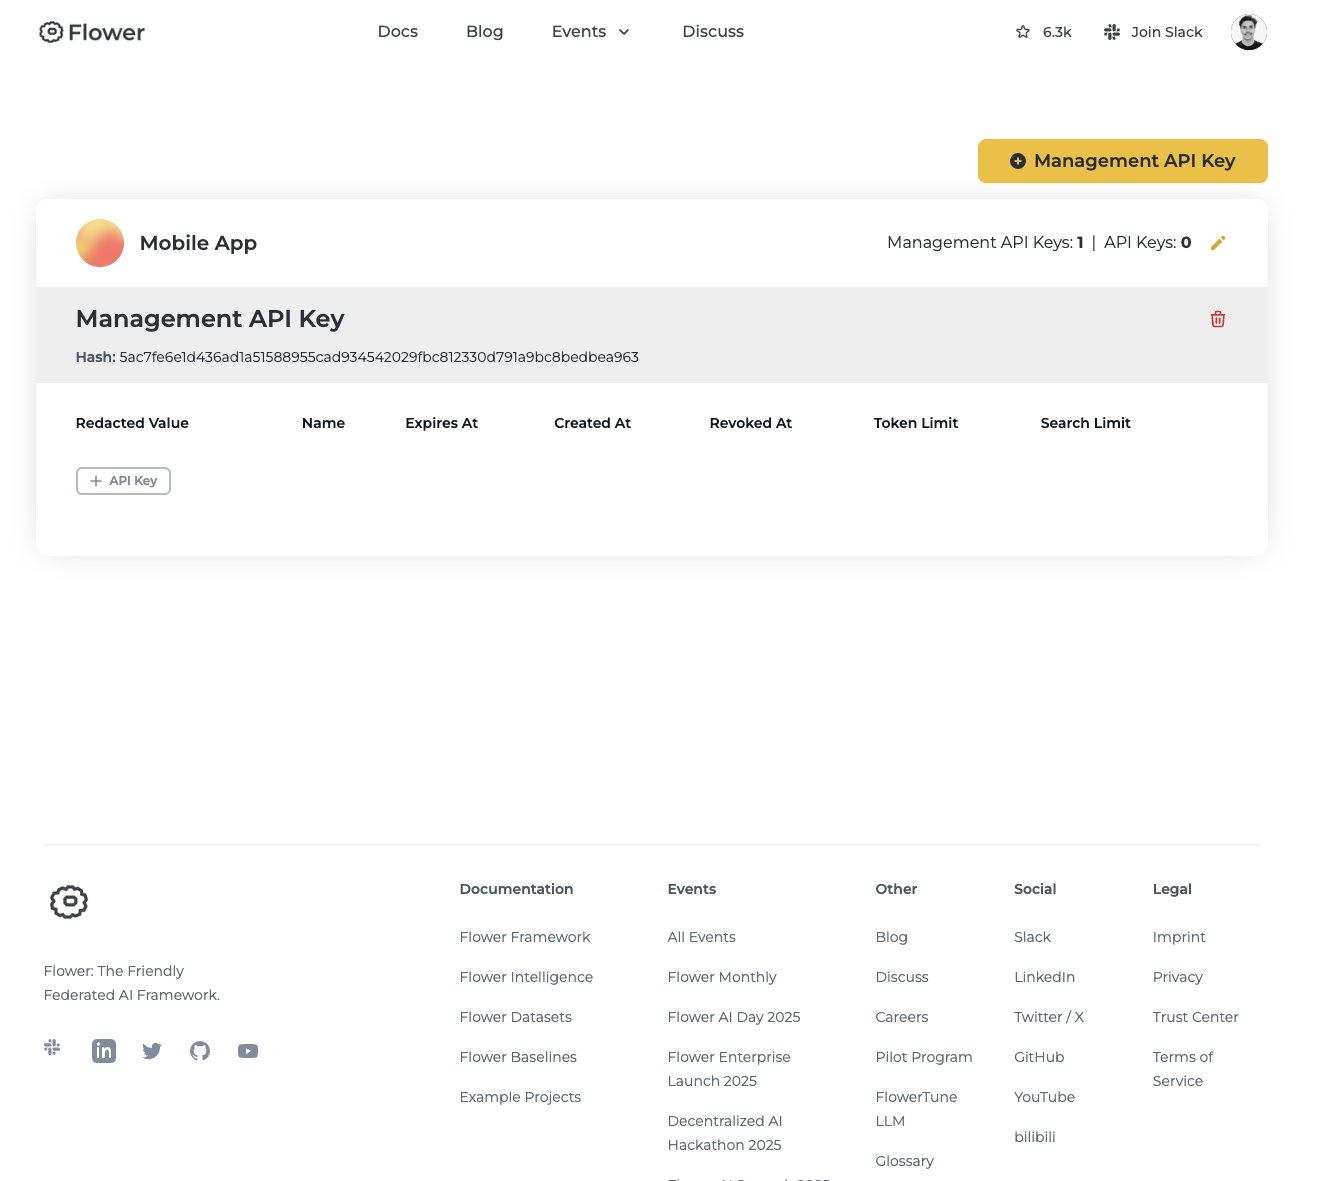 Flower
Docs
Blog
Events
Discuss
6.3k
Join Slack
Management API Key
Mobile App
Management API Keys: 1 | API Keys: 0
Management API Key
Hash: 5ac7fe6e1d436ad1a51588955cad934542029fbc812330d791a9bc8bedbea963
Redacted Value
Name
Expires At
Created At
Revoked At
Token Limit
Search Limit
API Key
Flower: The Friendly
Federated AI Framework.
Documentation
Flower Framework
Flower Intelligence
Flower Datasets
Flower Baselines
Example Projects
Events
All Events
Flower Monthly
Flower AI Day 2025
Flower Enterprise
Launch 2025
Decentralized AI
Hackathon 2025
Other
Blog
Discuss
Careers
Pilot Program
FlowerTune
LLM
Glossary
Social
Slack
LinkedIn
Twitter / X
GitHub
YouTube
bilibili
Legal
Imprint
Privacy
Trust Center
Terms of
Service